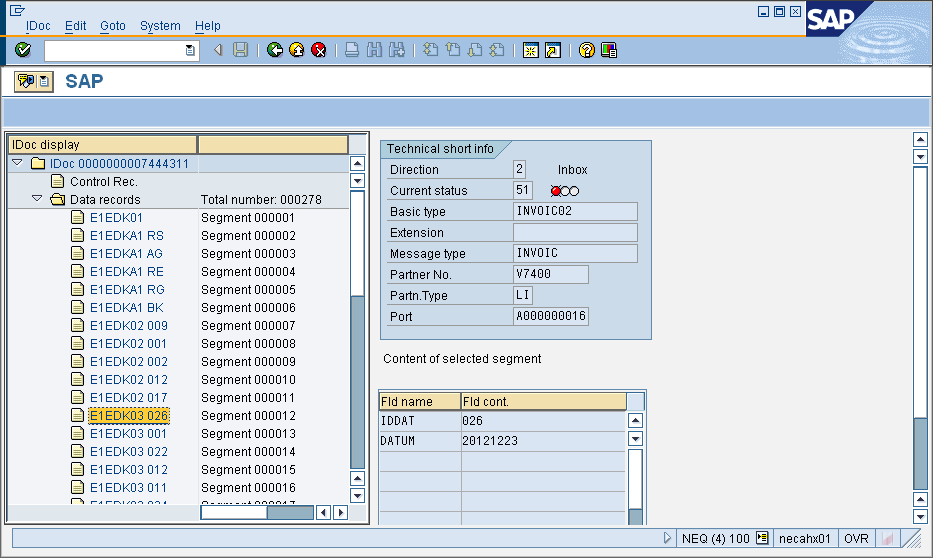 IDoc Edit Goto System Help
SAP
SAP
IDoc display
IDoc 0000000007444311
Control Rec.
Data records Total number: 000278
E1EDK01 Segment 000001
E1EDKA1 RS Segment 000002
E1EDKA1 AG Segment 000003
E1EDKA1 RE Segment 000004
E1EDKA1 RG Segment 000005
E1EDKA1 BK Segment 000006
E1EDK02 009 Segment 000007
E1EDK02 001 Segment 000008
E1EDK02 002 Segment 000009
E1EDK02 012 Segment 000010
E1EDK02 017 Segment 000011
E1EDK03 026 Segment 000012
E1EDK03 001 Segment 000013
E1EDK03 022 Segment 000014
E1EDK03 012 Segment 000015
E1EDK03 011 Segment 000016
Technical short info
Direction 2 Inbox
Current status 51
Basic type INVOIC02
Extension
Message type INVOIC
Partner No. V7400
Partn.Type LI
Port A000000016
Content of selected segment
Fld name Fld cont.
IDDAT 026
DATUM 20121223
NEQ (4) 100 necahx01 OVR